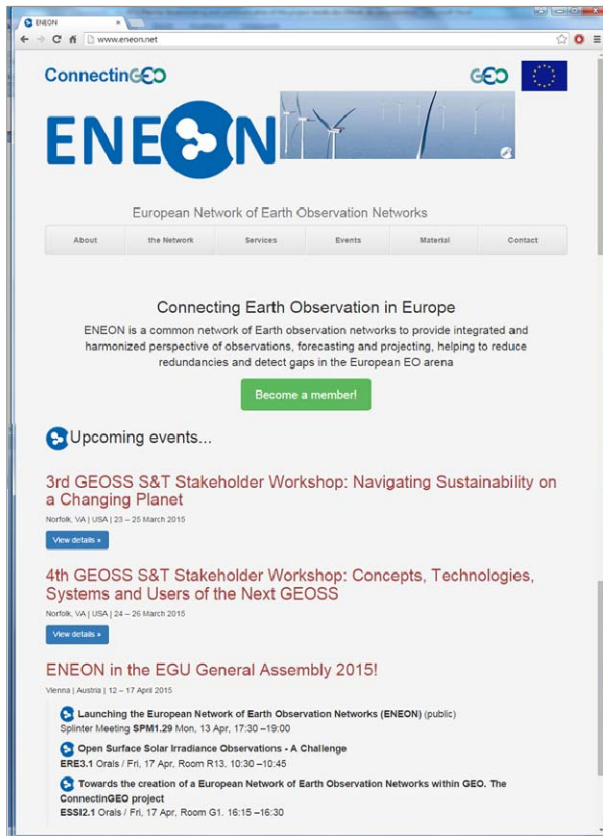 ENEON
www.eneon.net
ConnectinGEO
GEO
ENEON
European Network of Earth Observation Networks
About the Network Services Events Material Contact
Connecting Earth Observation in Europe
ENEON is a common network of Earth observation networks to provide integrated and
harmonized perspective of observations, forecasting and projecting, helping to reduce
redundancies and detect gaps in the European EO arena
Become a member!
Upcoming events...
3rd GEOSS S&T Stakeholder Workshop: Navigating Sustainability on
a Changing Planet
Norfolk, VA | USA | 23 – 25 March 2015
View details »
4th GEOSS S&T Stakeholder Workshop: Concepts, Technologies,
Systems and Users of the Next GEOSS
Norfolk, VA | USA | 24 – 26 March 2015
View details »
ENEON in the EGU General Assembly 2015!
Vienna | Austria | 12 – 17 April 2015
Launching the European Network of Earth Observation Networks (ENEON) (public)
Splinter Meeting SPM1.29 Mon, 13 Apr, 17:30 –19:00
Open Surface Solar Irradiance Observations - A Challenge
ERE3.1 Orals / Fri, 17 Apr, Room R13. 10:30 –10:45
Towards the creation of a European Network of Earth Observation Networks within GEO. The
ConnectinGEO project
ESSI2.1 Orals / Fri, 17 Apr, Room G1. 16:15 –16:30